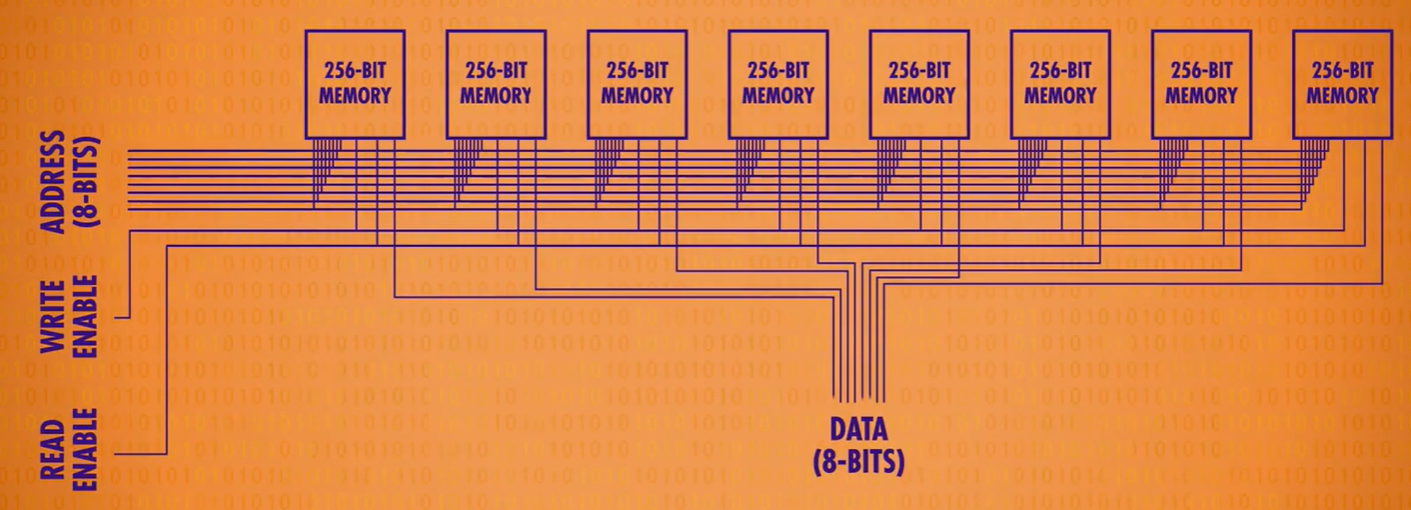 256-BIT
MEMORY
256-BIT
MEMORY
256-BIT
MEMORY
256-BIT
MEMORY
256-BIT
MEMORY
256-BIT
MEMORY
256-BIT
MEMORY
256-BIT
MEMORY
ADDRESS
(8-BITS)
WRITE
ENABLE
READ
ENABLE
DATA
(8-BITS)